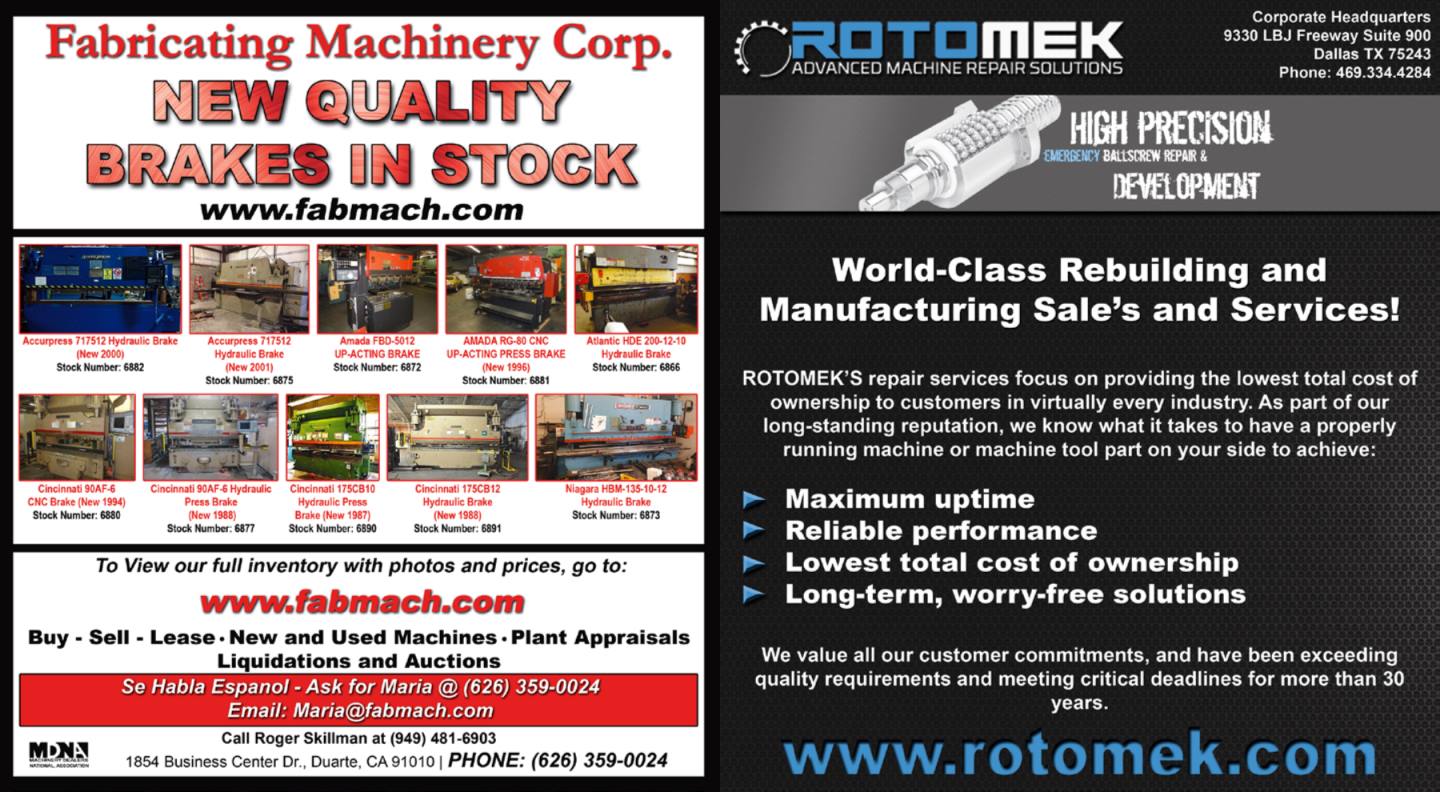 Fabricating Machinery Corp.
NEW QUALITY
BRAKES IN STOCK
www.fabmach.com
Accurpress 717512 Hydraulic Brake
(New 2000)
Stock Number: 6882
Accurpress 717512
Hydraulic Brake
(New 2001)
Stock Number: 6875
Amada FBD-5012
UP-ACTING BRAKE
Stock Number: 6872
AMADA RG-80 CNC
UP-ACTING PRESS BRAKE
(New 1996)
Stock Number: 6881
Atlantic HDE 200-12-10
Hydraulic Brake
Stock Number: 6866
Cincinnati 90AF-6
CNC Brake (New 1994)
Stock Number: 6880
Cincinnati 90AF-6 Hydraulic
Press Brake
(New 1988)
Stock Number: 6877
Cincinnati 175CB10
Hydraulic Press
Brake (New 1987)
Stock Number: 6890
Cincinnati 175CB12
Hydraulic Brake
(New 1988)
Stock Number: 6891
Niagara HBM-135-10-12
Hydraulic Brake
Stock Number: 6873
To View our full inventory with photos and prices, go to:
www.fabmach.com
Buy - Sell - Lease • New and Used Machines • Plant Appraisals
Liquidations and Auctions
Se Habla Espanol - Ask for Maria @ (626) 359-0024
Email: Maria@fabmach.com
Call Roger Skillman at (949) 481-6903
MDNA
MACHINERY DEALERS
NATIONAL ASSOCIATION
1854 Business Center Dr., Duarte, CA 91010 | PHONE: (626) 359-0024
ROTOMEK
ADVANCED MACHINE REPAIR SOLUTIONS
Corporate Headquarters
9330 LBJ Freeway Suite 900
Dallas TX 75243
Phone: 469.334.4284
HIGH PRECISION
EMERGENCY BALLSCREW REPAIR &
DEVELOPMENT
World-Class Rebuilding and
Manufacturing Sale's and Services!
ROTOMEK'S repair services focus on providing the lowest total cost of
ownership to customers in virtually every industry. As part of our
long-standing reputation, we know what it takes to have a properly
running machine or machine tool part on your side to achieve:
Maximum uptime
Reliable performance
Lowest total cost of ownership
Long-term, worry-free solutions
We value all our customer commitments, and have been exceeding
quality requirements and meeting critical deadlines for more than 30
years.
www.rotomek.com